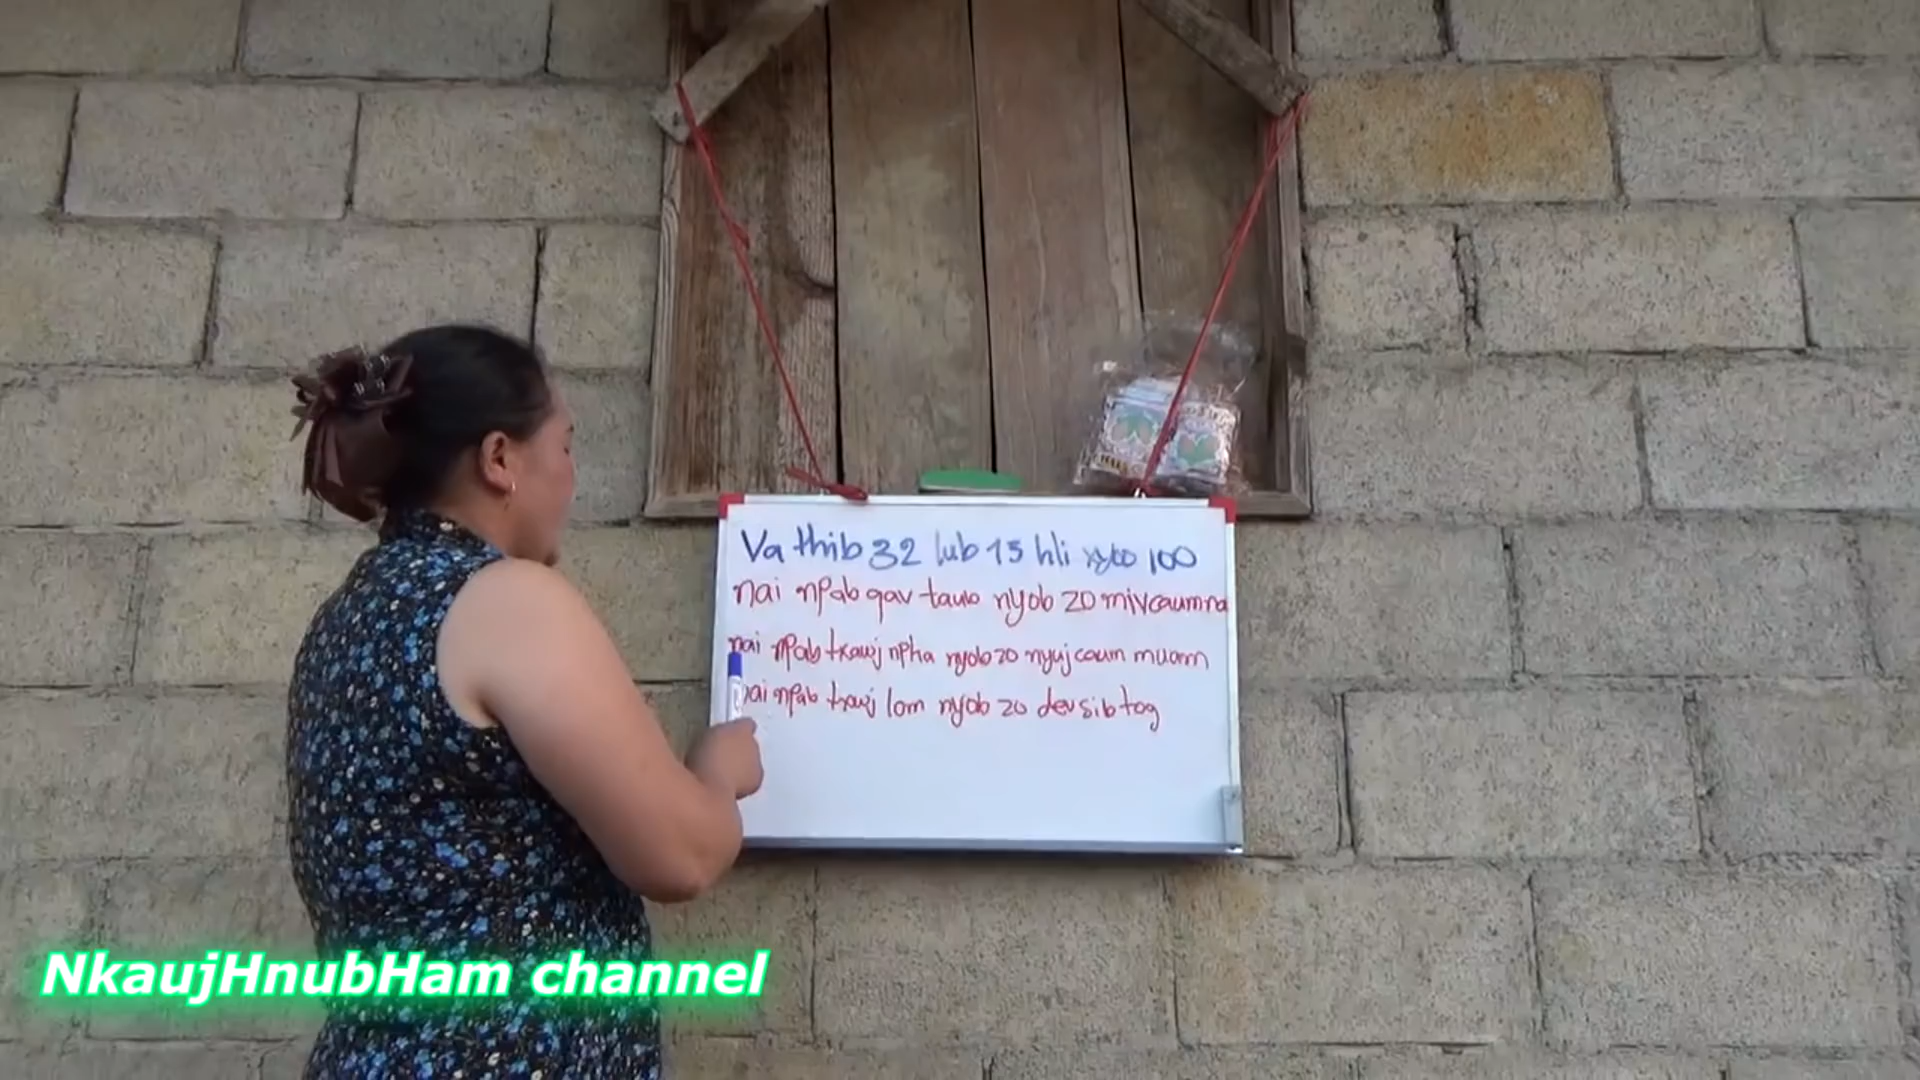 Va thib 32 lub 15 hli xyoo 100
nai npab qav taub nyob zo mivcaumna
nai npab txawj npha nyob zo nyuj caum muam
nai npab txawj lom nyob zo dev sib tog
NkaujHnubHam channel